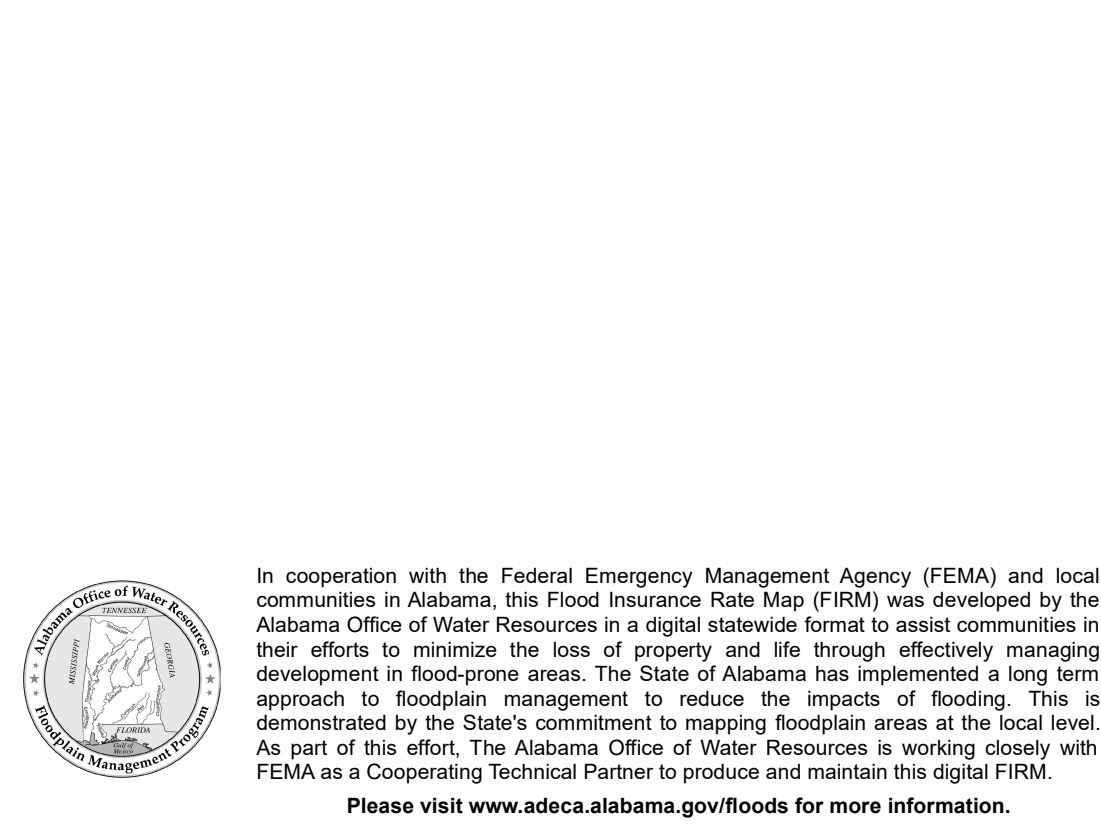 Alabama Office of Water Resources
TENNESSEE
MISSISSIPPI
GEORGIA
FLORIDA
Gulf of
Mexico
Floodplain Management Program
In cooperation with the Federal Emergency Management Agency (FEMA) and local
communities in Alabama, this Flood Insurance Rate Map (FIRM) was developed by the
Alabama Office of Water Resources in a digital statewide format to assist communities in
their efforts to minimize the loss of property and life through effectively managing
development in flood-prone areas. The State of Alabama has implemented a long term
approach to floodplain management to reduce the impacts of flooding. This is
demonstrated by the State's commitment to mapping floodplain areas at the local level.
As part of this effort, The Alabama Office of Water Resources is working closely with
FEMA as a Cooperating Technical Partner to produce and maintain this digital FIRM.
Please visit www.adeca.alabama.gov/floods for more information.